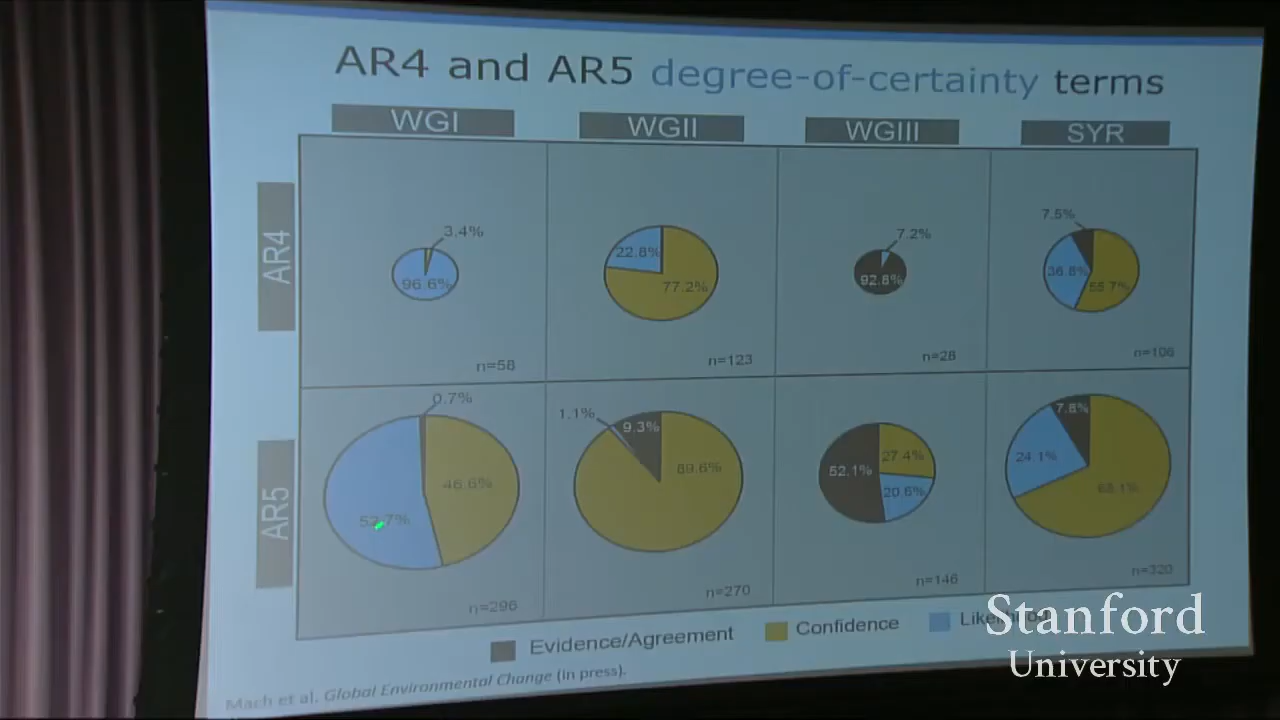 AR4 and AR5 degree-of-certainty terms
WGI WGII WGIII SYR
AR4
3.4%
96.6%
n=58
22.8%
77.2%
n=123
7.2%
92.8%
n=28
7.5%
36.8%
55.7%
n=106
AR5
0.7%
46.6%
52.7%
n=296
1.1%
9.3%
89.6%
n=270
52.1%
27.4%
20.6%
n=146
7.8%
24.1%
68.1%
n=320
Evidence/Agreement Confidence
Mach et al. Global Environmental Change (in press).
Stanford
University